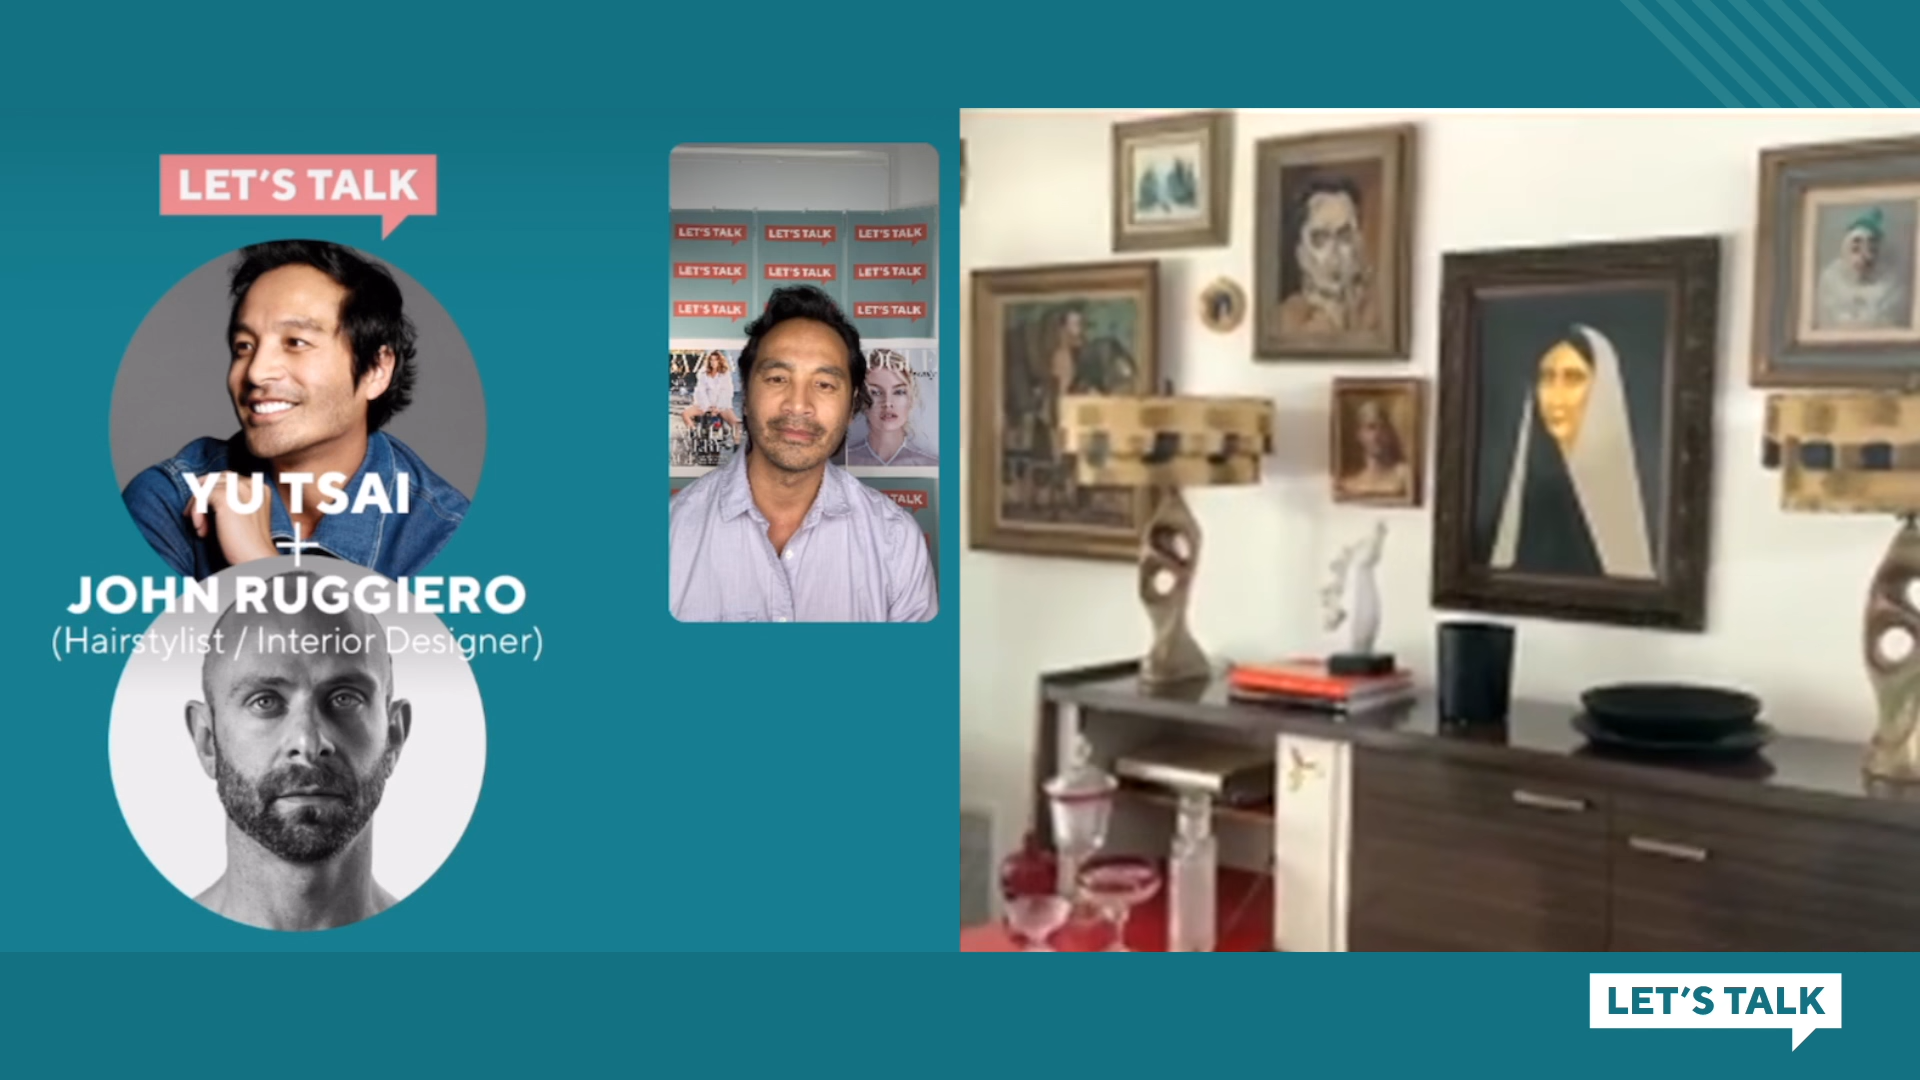 LET'S TALK
YU TSAI
+
JOHN RUGGIERO
(Hairstylist / Interior Designer)
LET'S TALK LET'S TALK LET'S TALK
LET'S TALK LET'S TALK LET'S TALK
LET'S TALK LET'S TALK
TALK
LET'S TALK